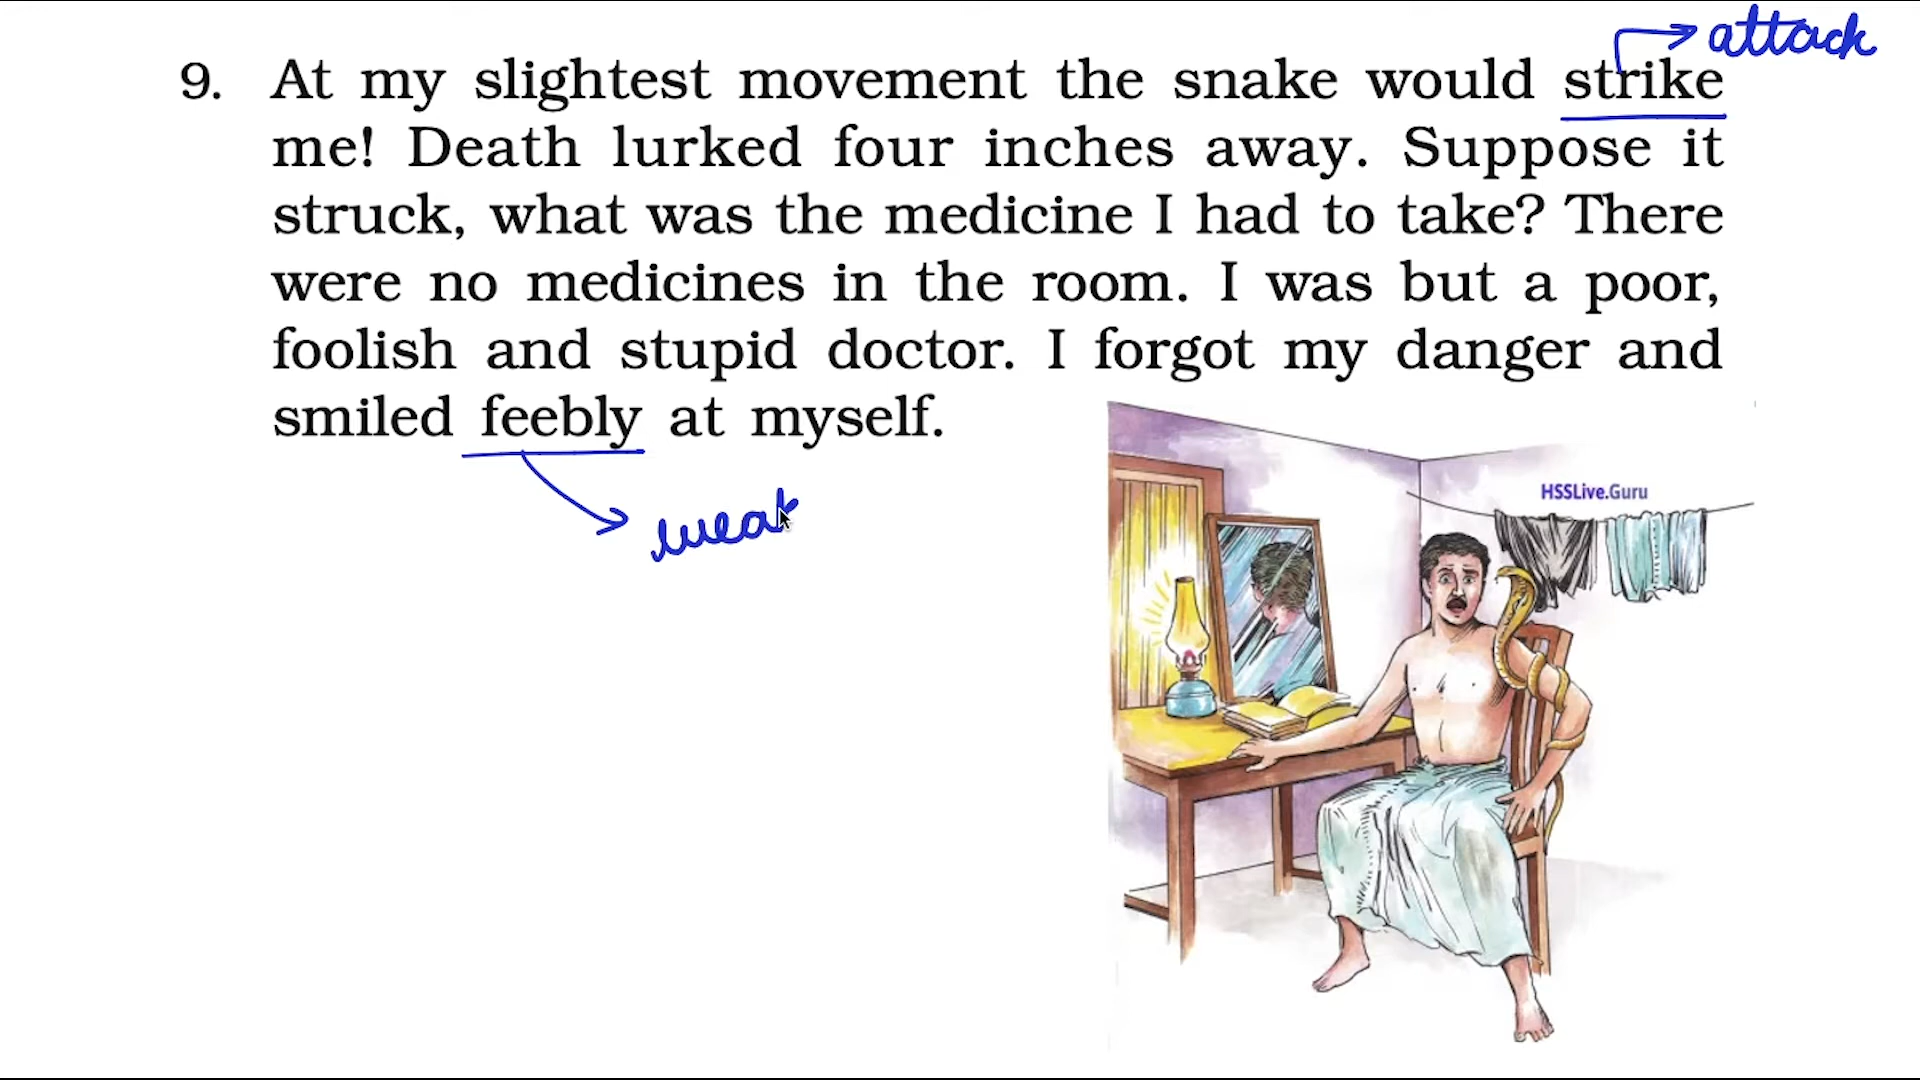 attack
9. At my slightest movement the snake would strike
me! Death lurked four inches away. Suppose it
struck, what was the medicine I had to take? There
were no medicines in the room. I was but a poor,
foolish and stupid doctor. I forgot my danger and
smiled feebly at myself.
weak
HSSLive.Guru